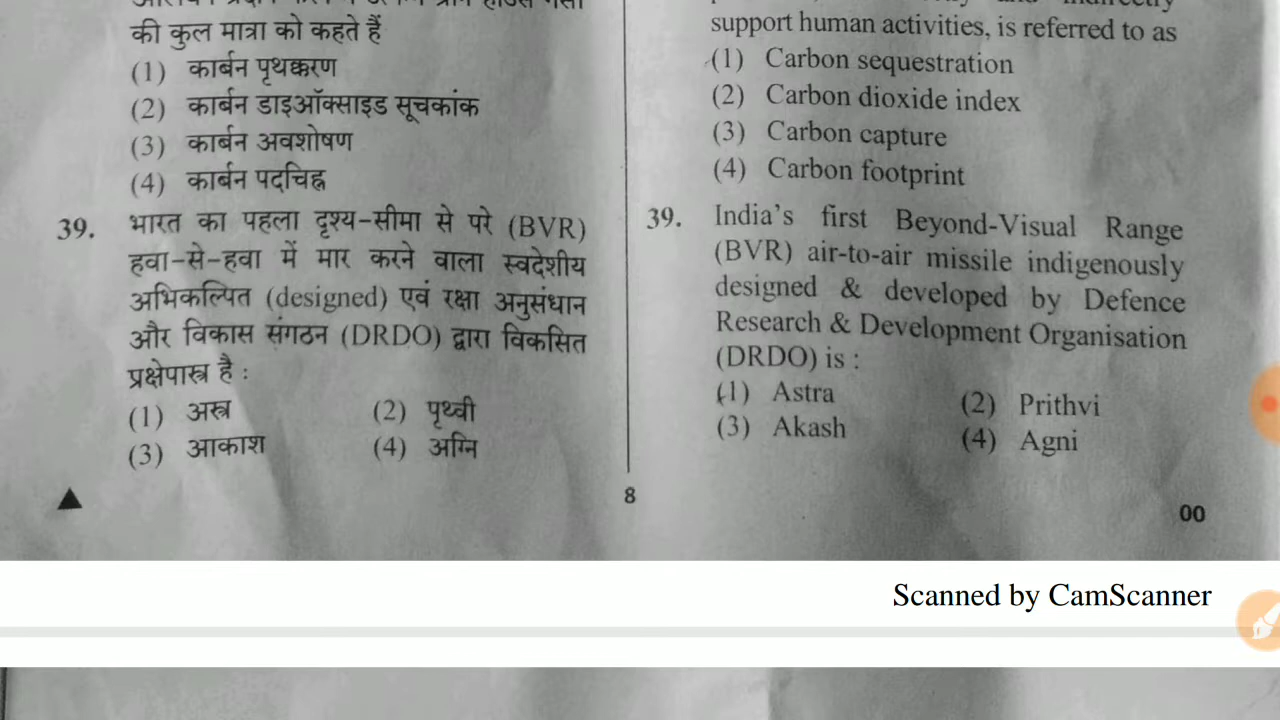 की कुल मात्रा को कहते हैं
(1) कार्बन पृथक्करण
(2) कार्बन डाइऑक्साइड सूचकांक
(3) कार्बन अवशोषण
(4) कार्बन पदचिह्न
39. भारत का पहला दृश्य-सीमा से परे (BVR)
हवा-से-हवा में मार करने वाला स्वदेशीय
अभिकल्पित (designed) एवं रक्षा अनुसंधान
और विकास संगठन (DRDO) द्वारा विकसित
प्रक्षेपास्त्र है :
(1) अस्त्र (2) पृथ्वी
(3) आकाश (4) अग्नि
support human activities, is referred to as
(1) Carbon sequestration
(2) Carbon dioxide index
(3) Carbon capture
(4) Carbon footprint
39. India's first Beyond-Visual Range
(BVR) air-to-air missile indigenously
designed & developed by Defence
Research & Development Organisation
(DRDO) is :
(1) Astra (2) Prithvi
(3) Akash (4) Agni
8
00
Scanned by CamScanner